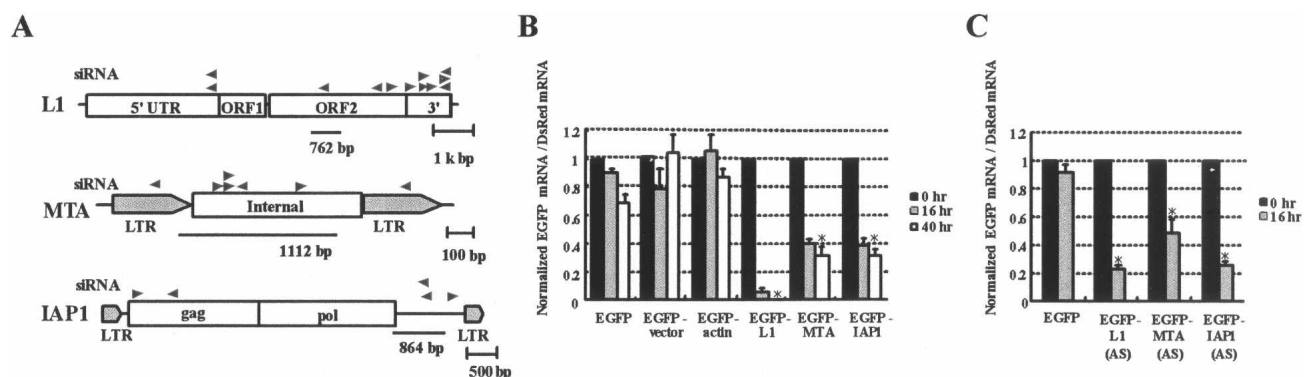 A
siRNA
L1
5' UTR
ORF1
ORF2
3'
762 bp
1 k bp
siRNA
MTA
LTR
Internal
LTR
1112 bp
100 bp
siRNA
IAP1
LTR
gag
pol
LTR
864 bp
500 bp
B
Normalized EGFP mRNA / DsRed mRNA
1.2
1
0.8
0.6
0.4
0.2
0
*
*
*
EGFP
EGFP-vector
EGFP-actin
EGFP-L1
EGFP-MTA
EGFP-IAP1
0 hr
16 hr
40 hr
C
Normalized EGFP mRNA / DsRed mRNA
1.2
1
0.8
0.6
0.4
0.2
0
*
*
*
EGFP
EGFP-L1 (AS)
EGFP-MTA (AS)
EGFP-IAP1 (AS)
0 hr
16 hr